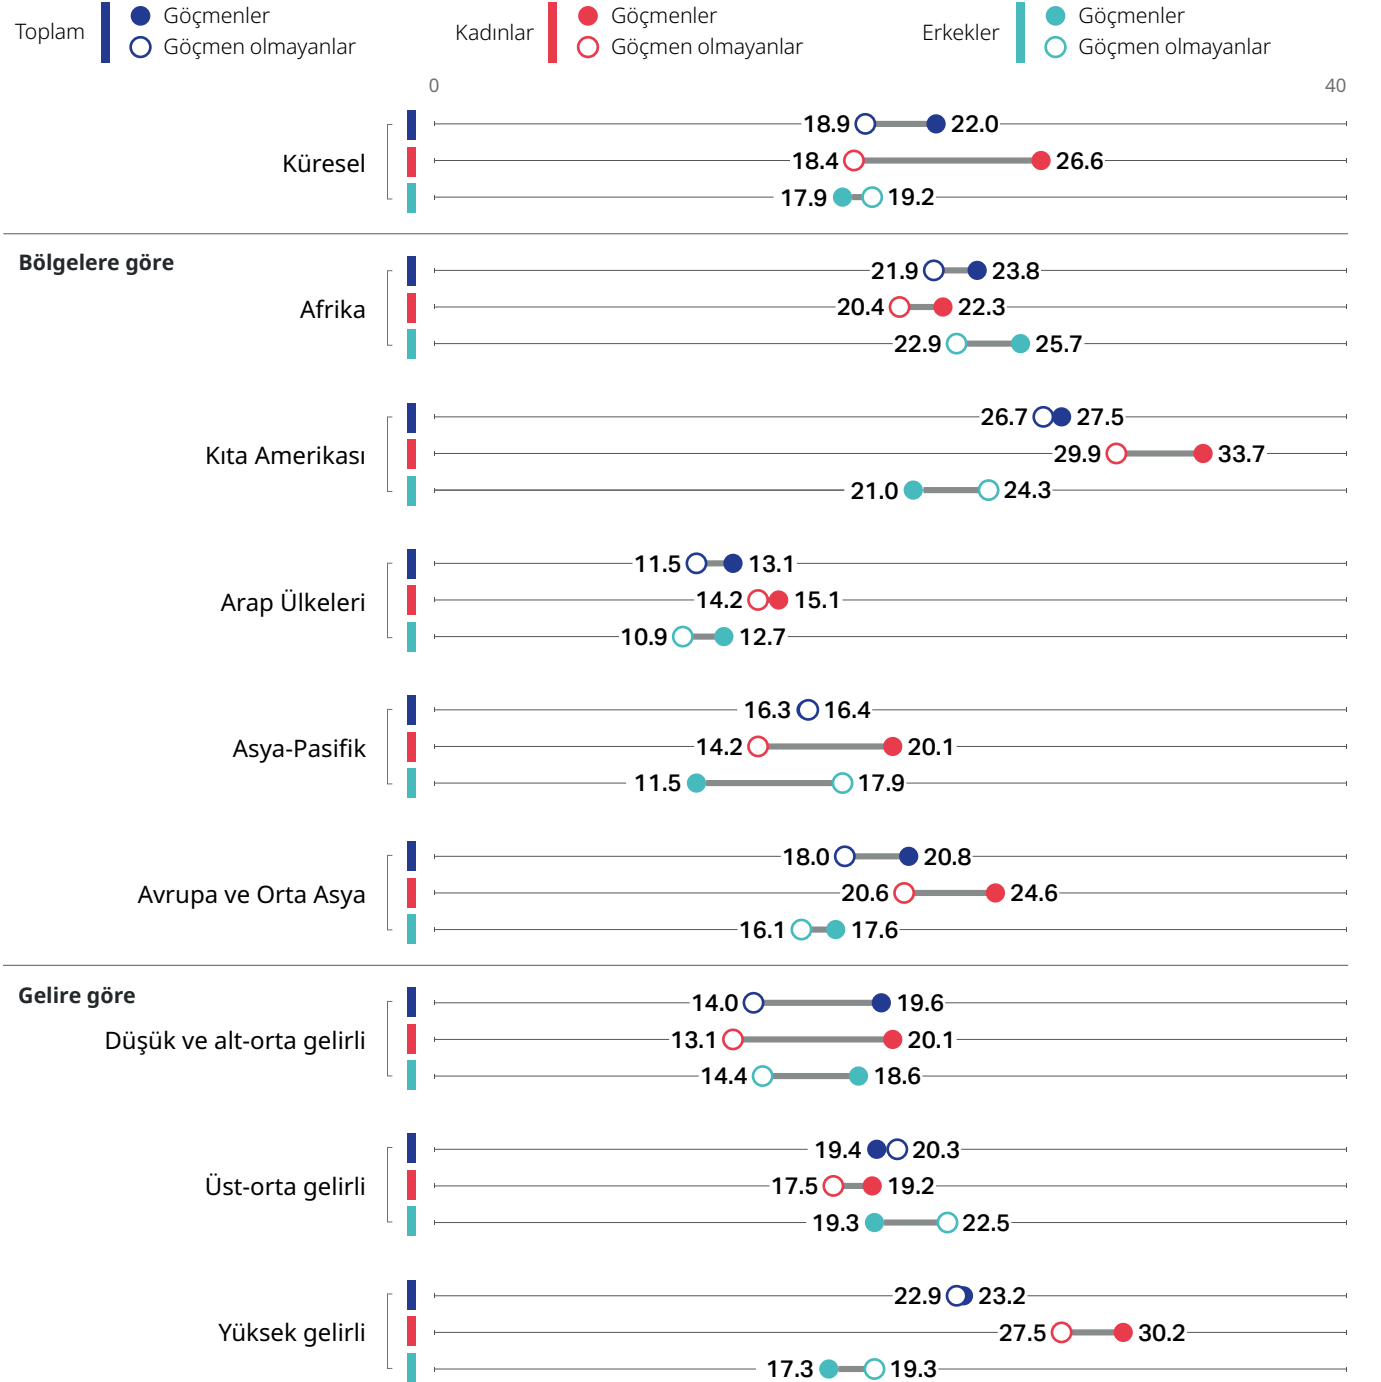 Toplam
Göçmenler
Göçmen olmayanlar
Kadınlar
Göçmenler
Göçmen olmayanlar
Erkekler
Göçmenler
Göçmen olmayanlar
0 40
Küresel
18.9 22.0
18.4 26.6
17.9 19.2
Bölgelere göre
Afrika
21.9 23.8
20.4 22.3
22.9 25.7
Kıta Amerikası
26.7 27.5
29.9 33.7
21.0 24.3
Arap Ülkeleri
11.5 13.1
14.2 15.1
10.9 12.7
Asya-Pasifik
16.3 16.4
14.2 20.1
11.5 17.9
Avrupa ve Orta Asya
18.0 20.8
20.6 24.6
16.1 17.6
Gelire göre
Düşük ve alt-orta gelirli
14.0 19.6
13.1 20.1
14.4 18.6
Üst-orta gelirli
19.4 20.3
17.5 19.2
19.3 22.5
Yüksek gelirli
22.9 23.2
27.5 30.2
17.3 19.3